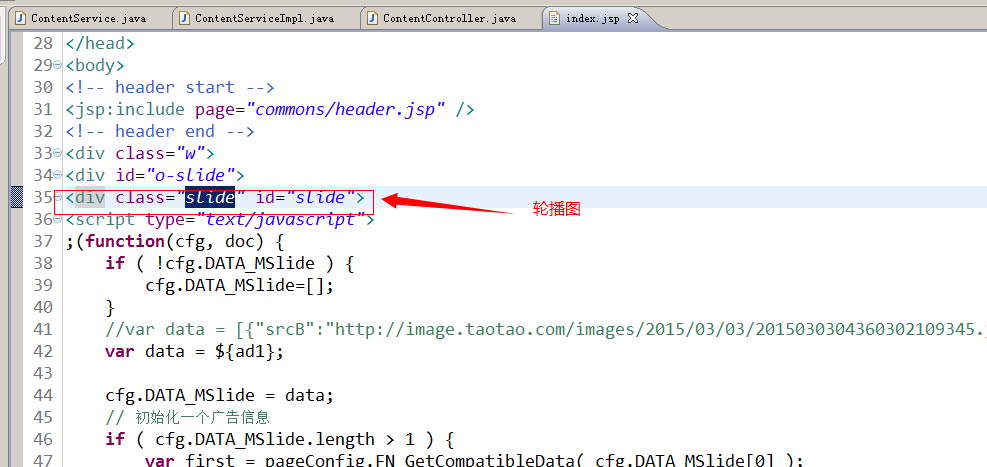 ContentService.java ContentServiceImpl.java ContentController.java index.jsp
28 </head>
29 <body>
30 <!-- header start -->
31 <jsp:include page="commons/header.jsp" />
32 <!-- header end -->
33 <div class="w">
34 <div id="o-slide">
35 <div class="slide" id="slide"> 轮播图
36 <script type="text/javascript">
37 ;(function(cfg, doc) {
38 if ( !cfg.DATA_MSlide ) {
39 cfg.DATA_MSlide=[];
40 }
41 //var data = [{"srcB":"http://image.taotao.com/images/2015/03/03/2015030304360302109345.
42 var data = ${ad1};
43
44 cfg.DATA_MSlide = data;
45 // 初始化一个广告信息
46 if ( cfg.DATA_MSlide.length > 1 ) {
47 var first = pageConfig.FN_GetCompatibleData( cfg.DATA_MSlide[0] );